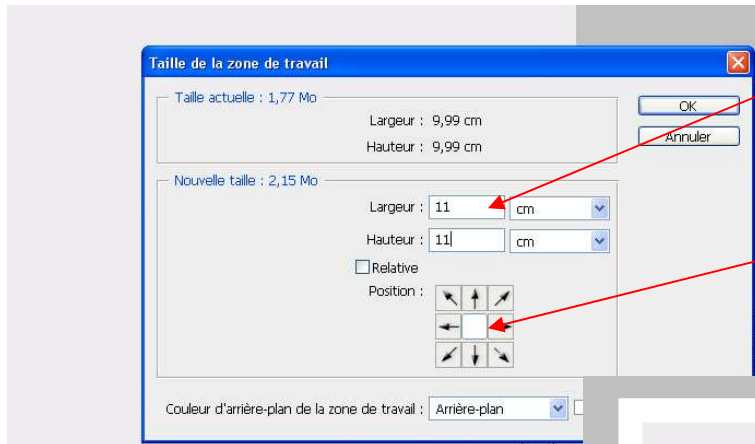 Taille de la zone de travail
Taille actuelle : 1,77 Mo
OK
Largeur : 9,99 cm
Annuler
Hauteur : 9,99 cm
Nouvelle taille : 2,15 Mo
Largeur : 11 cm
Hauteur : 11 cm
Relative
Position :
Couleur d'arrière-plan de la zone de travail : Arrière-plan